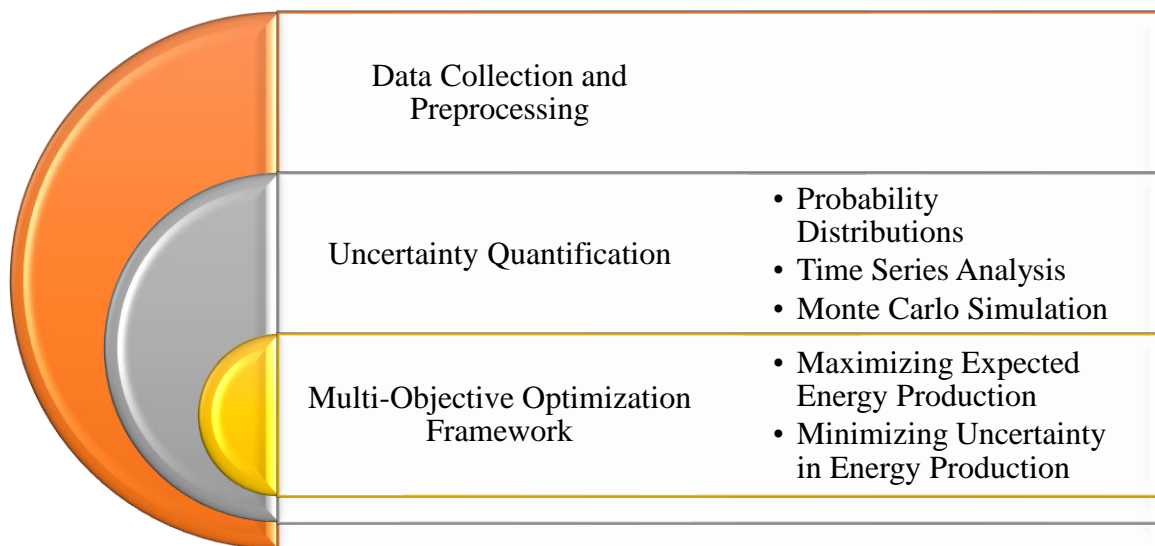 Data Collection and
Preprocessing
Uncertainty Quantification
• Probability
Distributions
• Time Series Analysis
• Monte Carlo Simulation
Multi-Objective Optimization
Framework
• Maximizing Expected
Energy Production
• Minimizing Uncertainty
in Energy Production